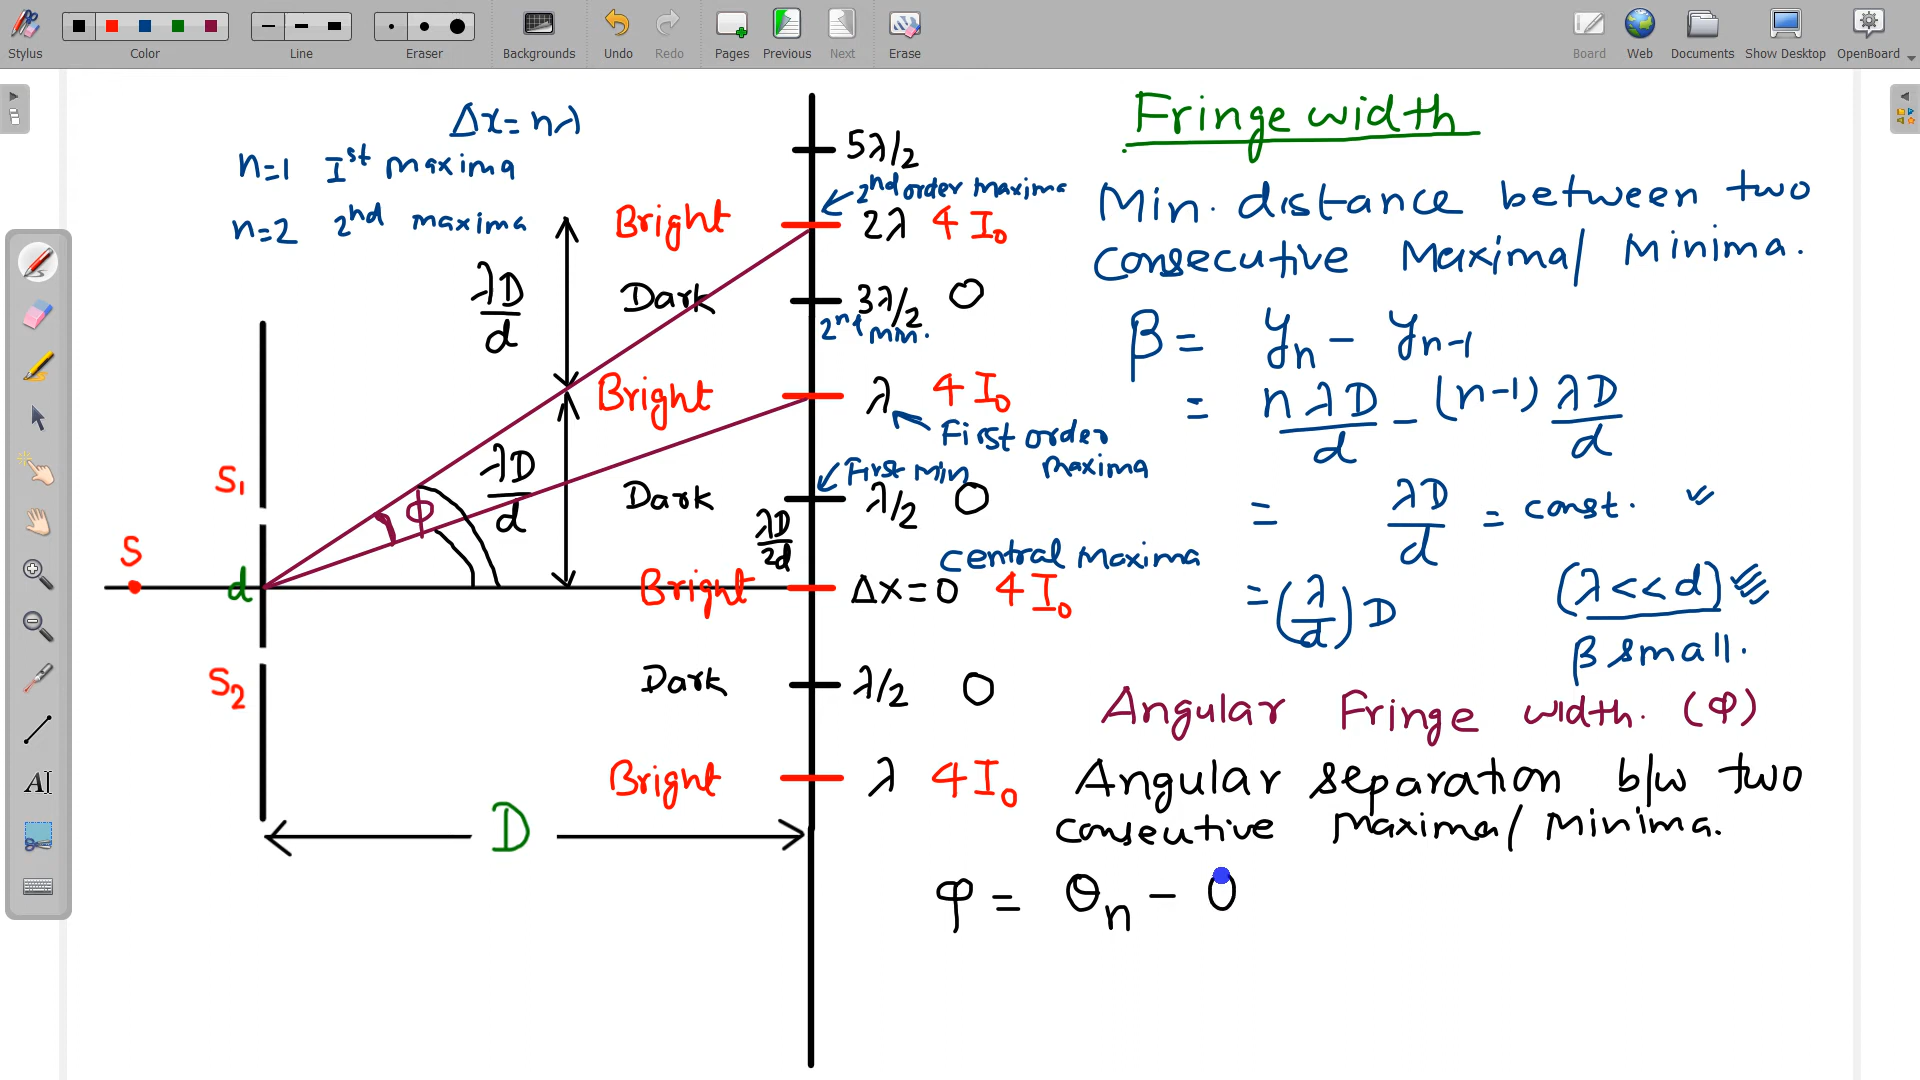 Stylus
Color
Line
Eraser
Backgrounds
Undo
Redo
Pages
Previous
Next
Erase
Board
Web
Documents
Show Desktop
OpenBoard
Δx = nλ
n=1 Ist maxima
n=2 2nd maxima
λD/d
λD/d
S1
S
d
S2
Φ
D
5λ/2
2nd order maxima
Bright 2λ 4I0
Dark 3λ/2 0
2nd min.
Bright λ 4I0
First order
maxima
First min
Dark λ/2 0
λD/2d
central maxima
Bright Δx=0 4I0
Dark λ/2 0
Bright λ 4I0
Fringe width
Min. distance between two
consecutive Maxima/ Minima.
β = yn - yn-1
= nλD/d - (n-1) λD/d
= λD/d = const.
= (λ/d) D (λ<<d)
β small.
Angular Fringe width. (φ)
Angular separation b/w two
conseutive Maxima/ Minima.
φ = θn - 0
AI